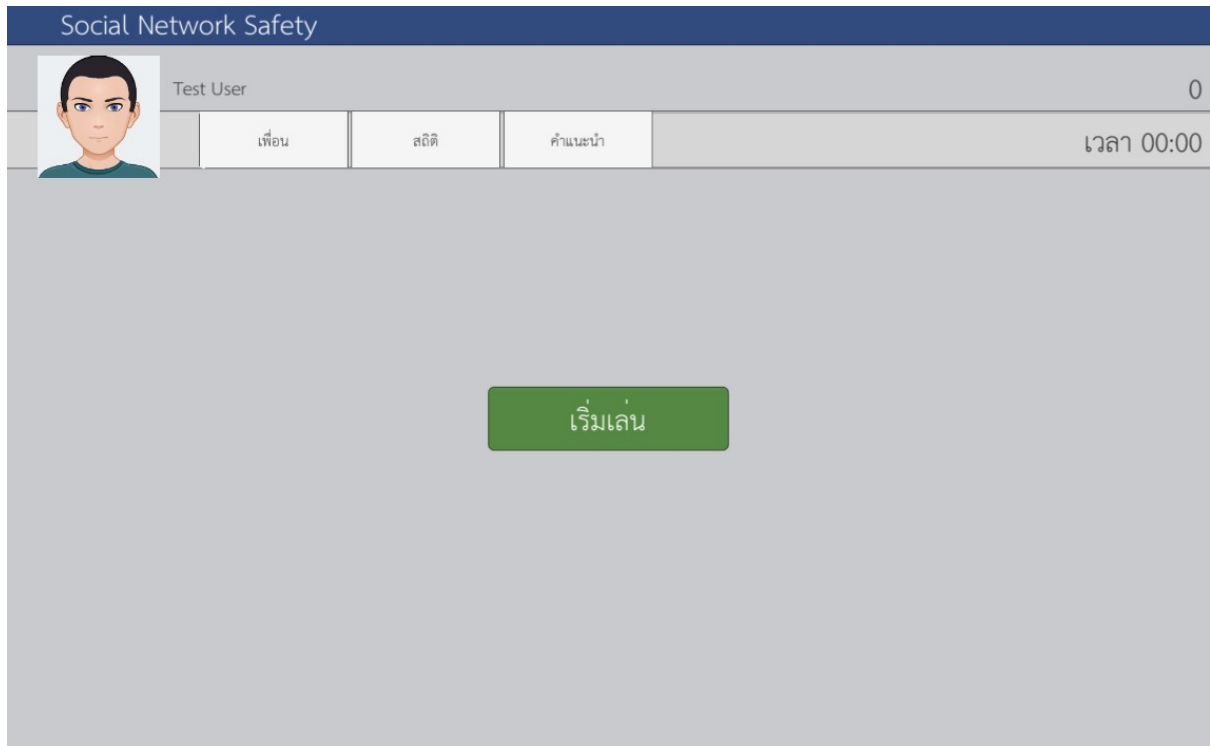 Social Network Safety
Test User
0
เพื่อน
สถิติ
คำแนะนำ
เวลา 00:00
เริ่มเล่น